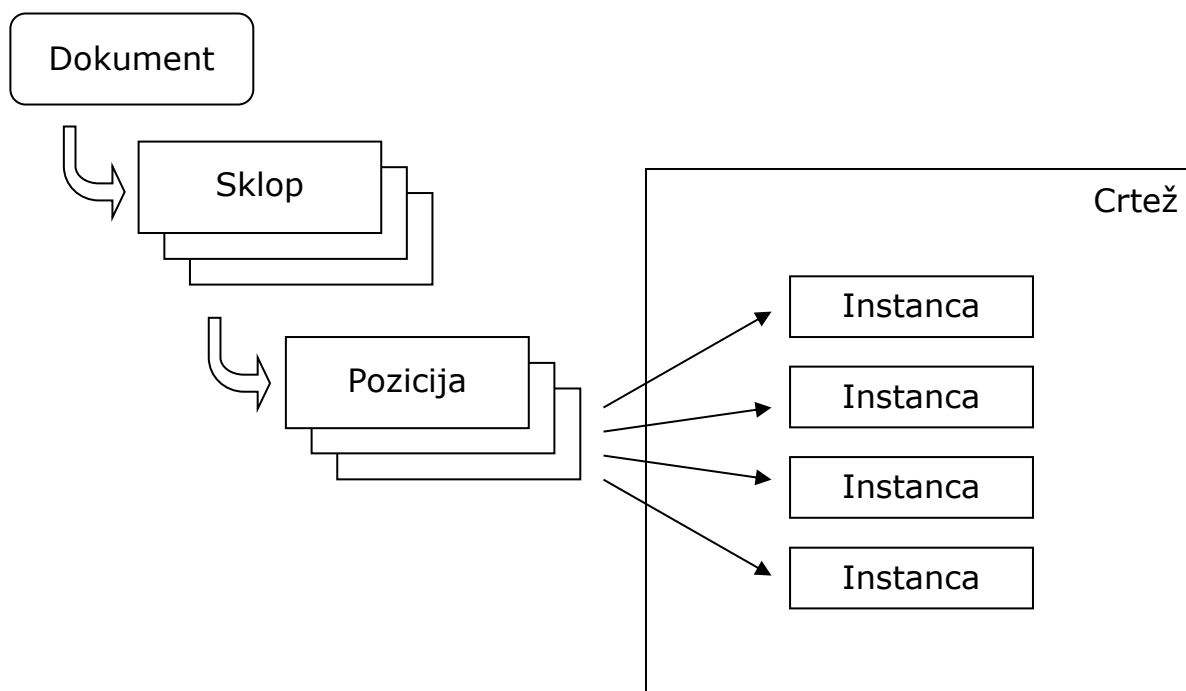 Dokument
Sklop
Crtež
Pozicija
Instanca
Instanca
Instanca
Instanca